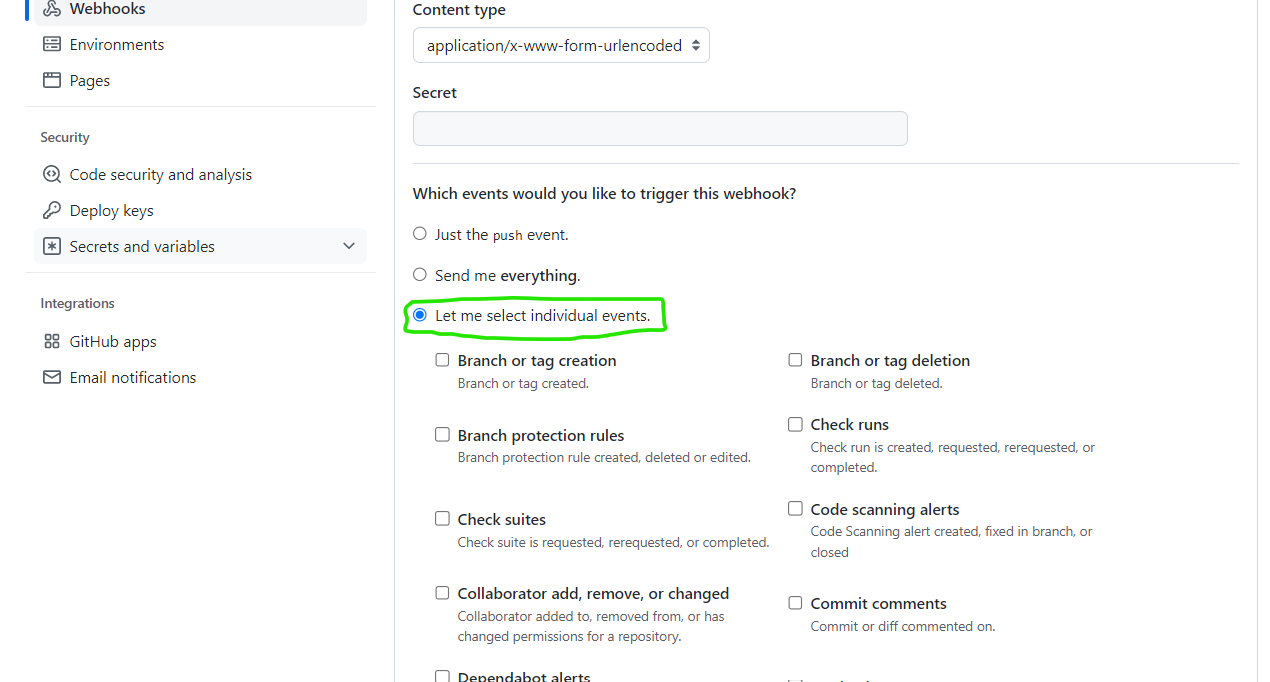 Webhooks
Environments
Pages
Security
Code security and analysis
Deploy keys
Secrets and variables
Integrations
GitHub apps
Email notifications
Content type
application/x-www-form-urlencoded
Secret
Which events would you like to trigger this webhook?
Just the push event.
Send me everything.
Let me select individual events.
Branch or tag creation
Branch or tag created.
Branch or tag deletion
Branch or tag deleted.
Branch protection rules
Branch protection rule created, deleted or edited.
Check runs
Check run is created, requested, rerequested, or
completed.
Check suites
Check suite is requested, rerequested, or completed.
Code scanning alerts
Code Scanning alert created, fixed in branch, or
closed
Collaborator add, remove, or changed
Collaborator added to, removed from, or has
changed permissions for a repository.
Commit comments
Commit or diff commented on.
Dependabot alerts